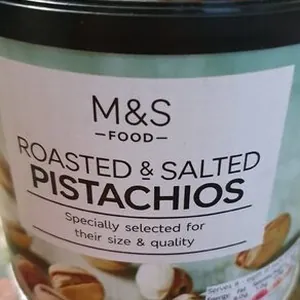 M&S
FOOD
ROASTED & SALTED
PISTACHIOS
Specially selected for
their size & quality